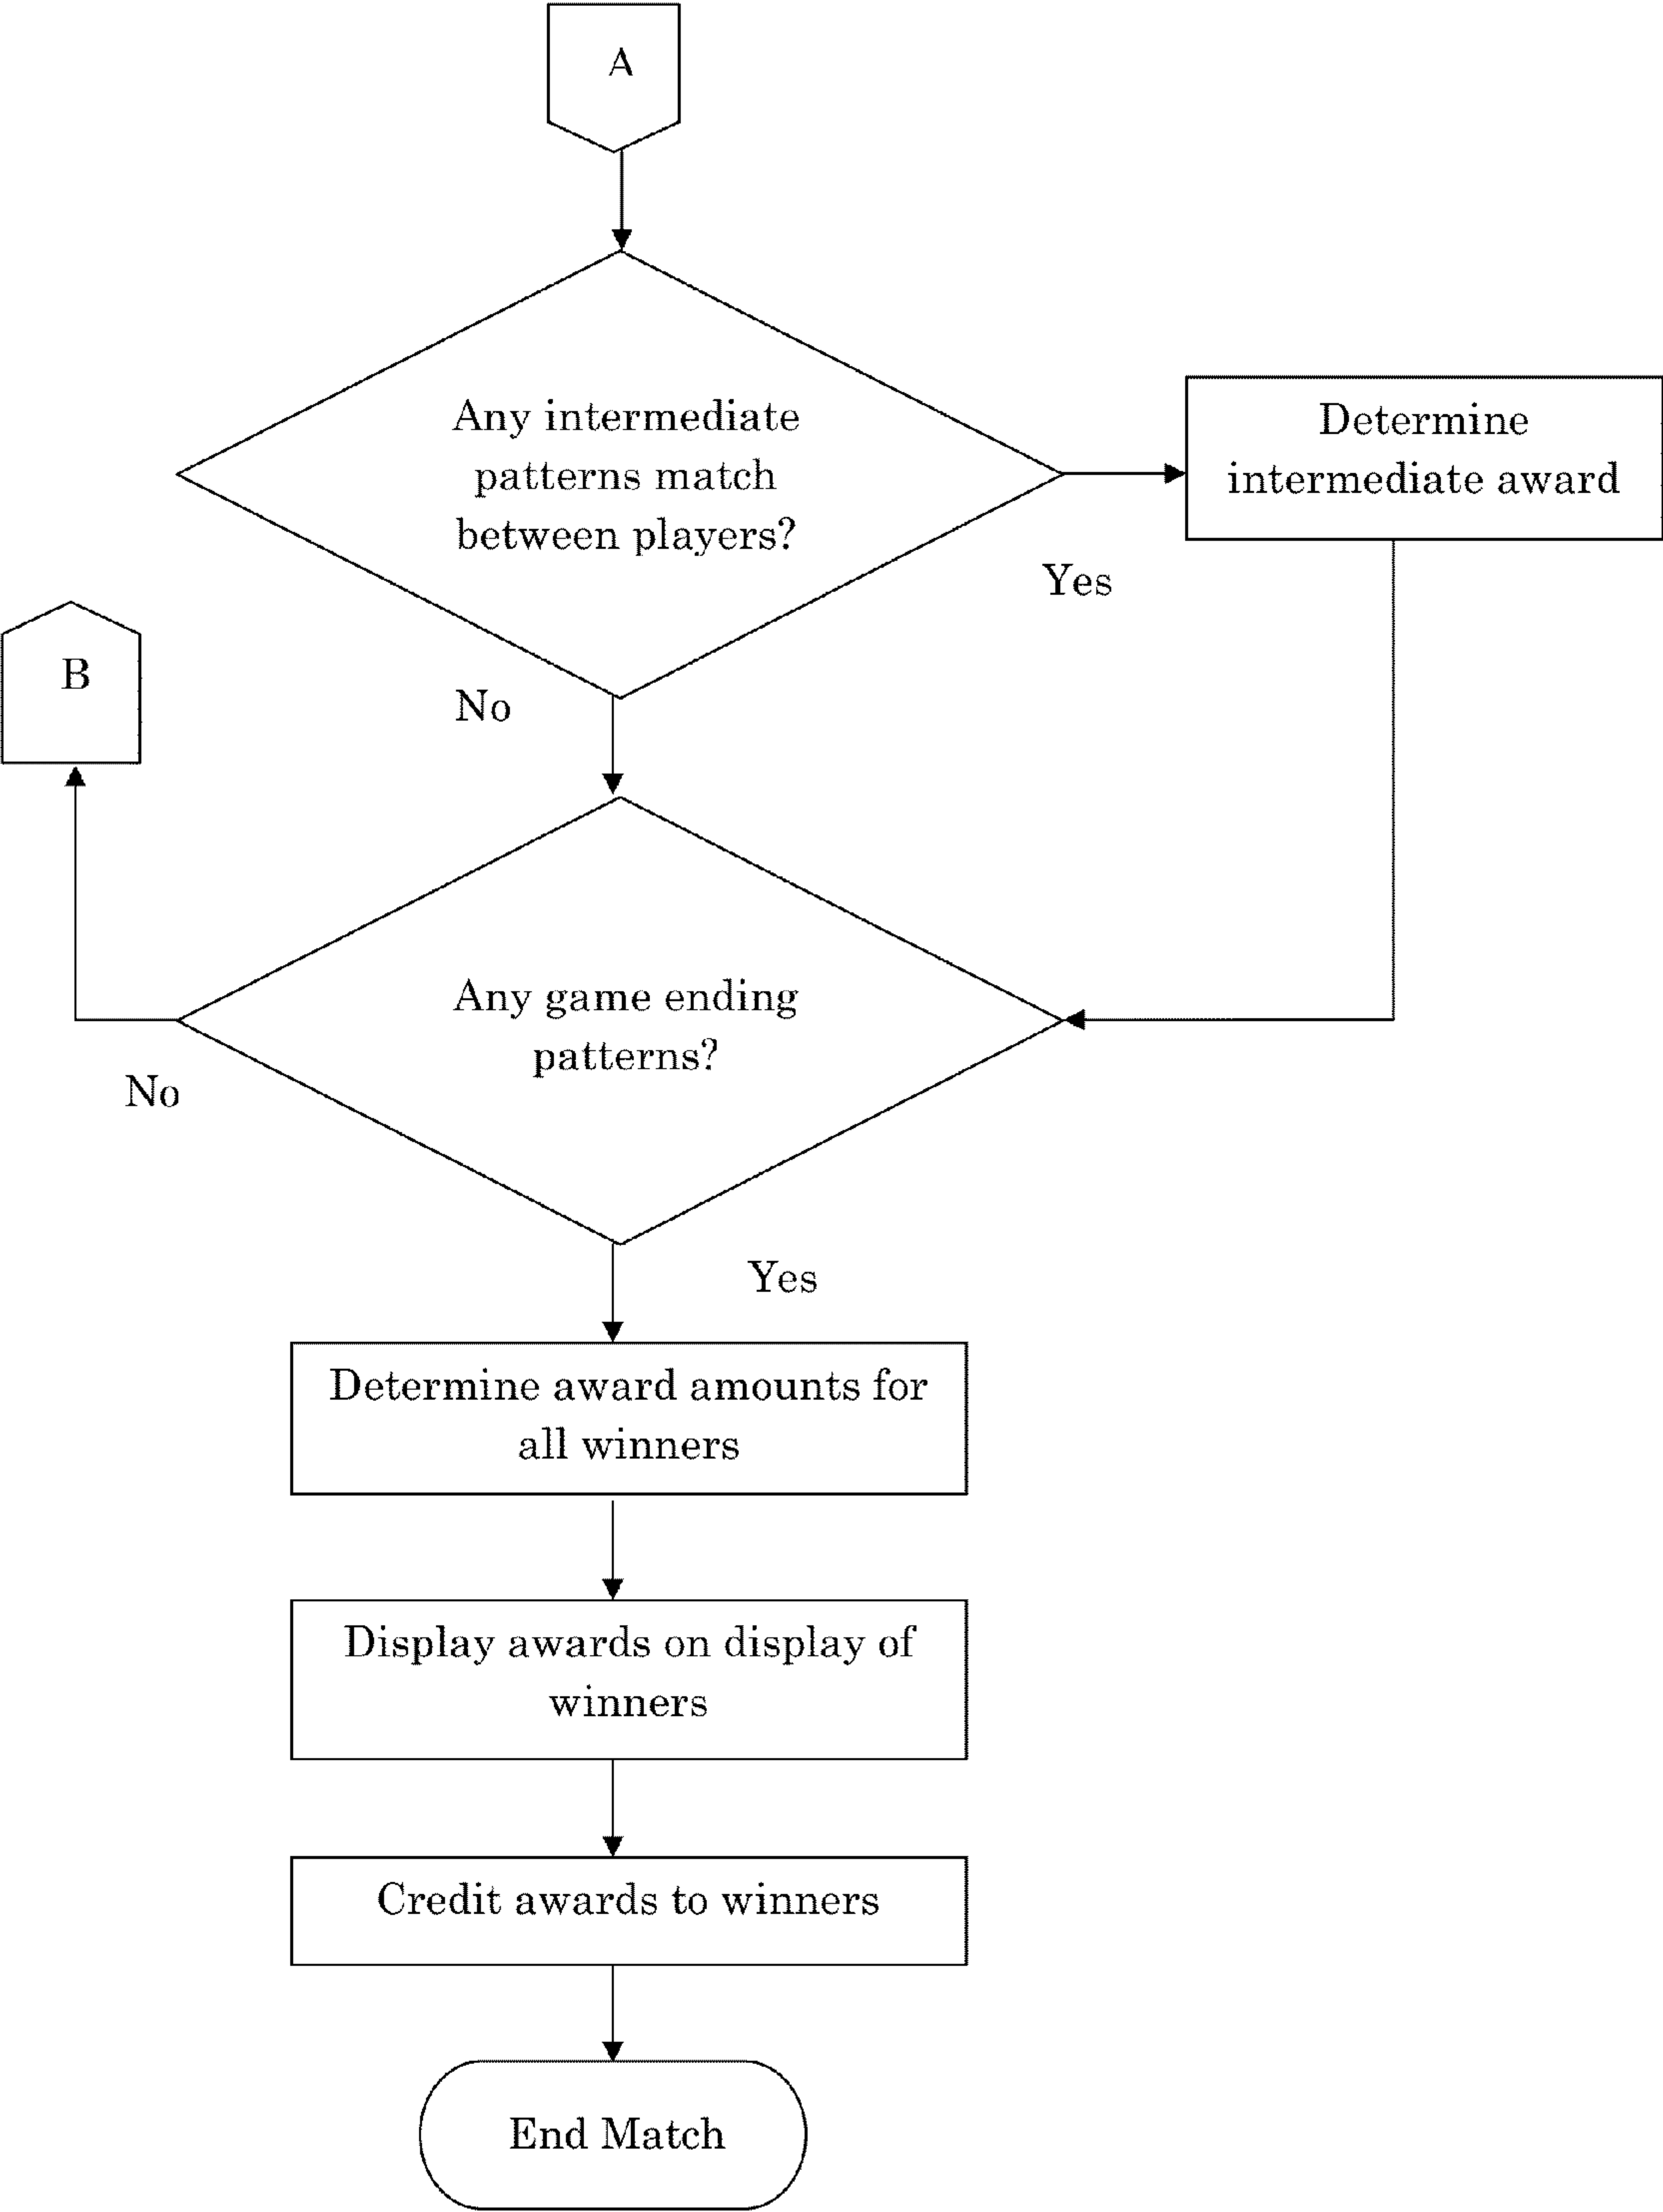 A
Any intermediate
patterns match
between players?
Determine
intermediate award
Yes
No
B
Any game ending
patterns?
No
Yes
Determine award amounts for
all winners
Display awards on display of
winners
Credit awards to winners
End Match